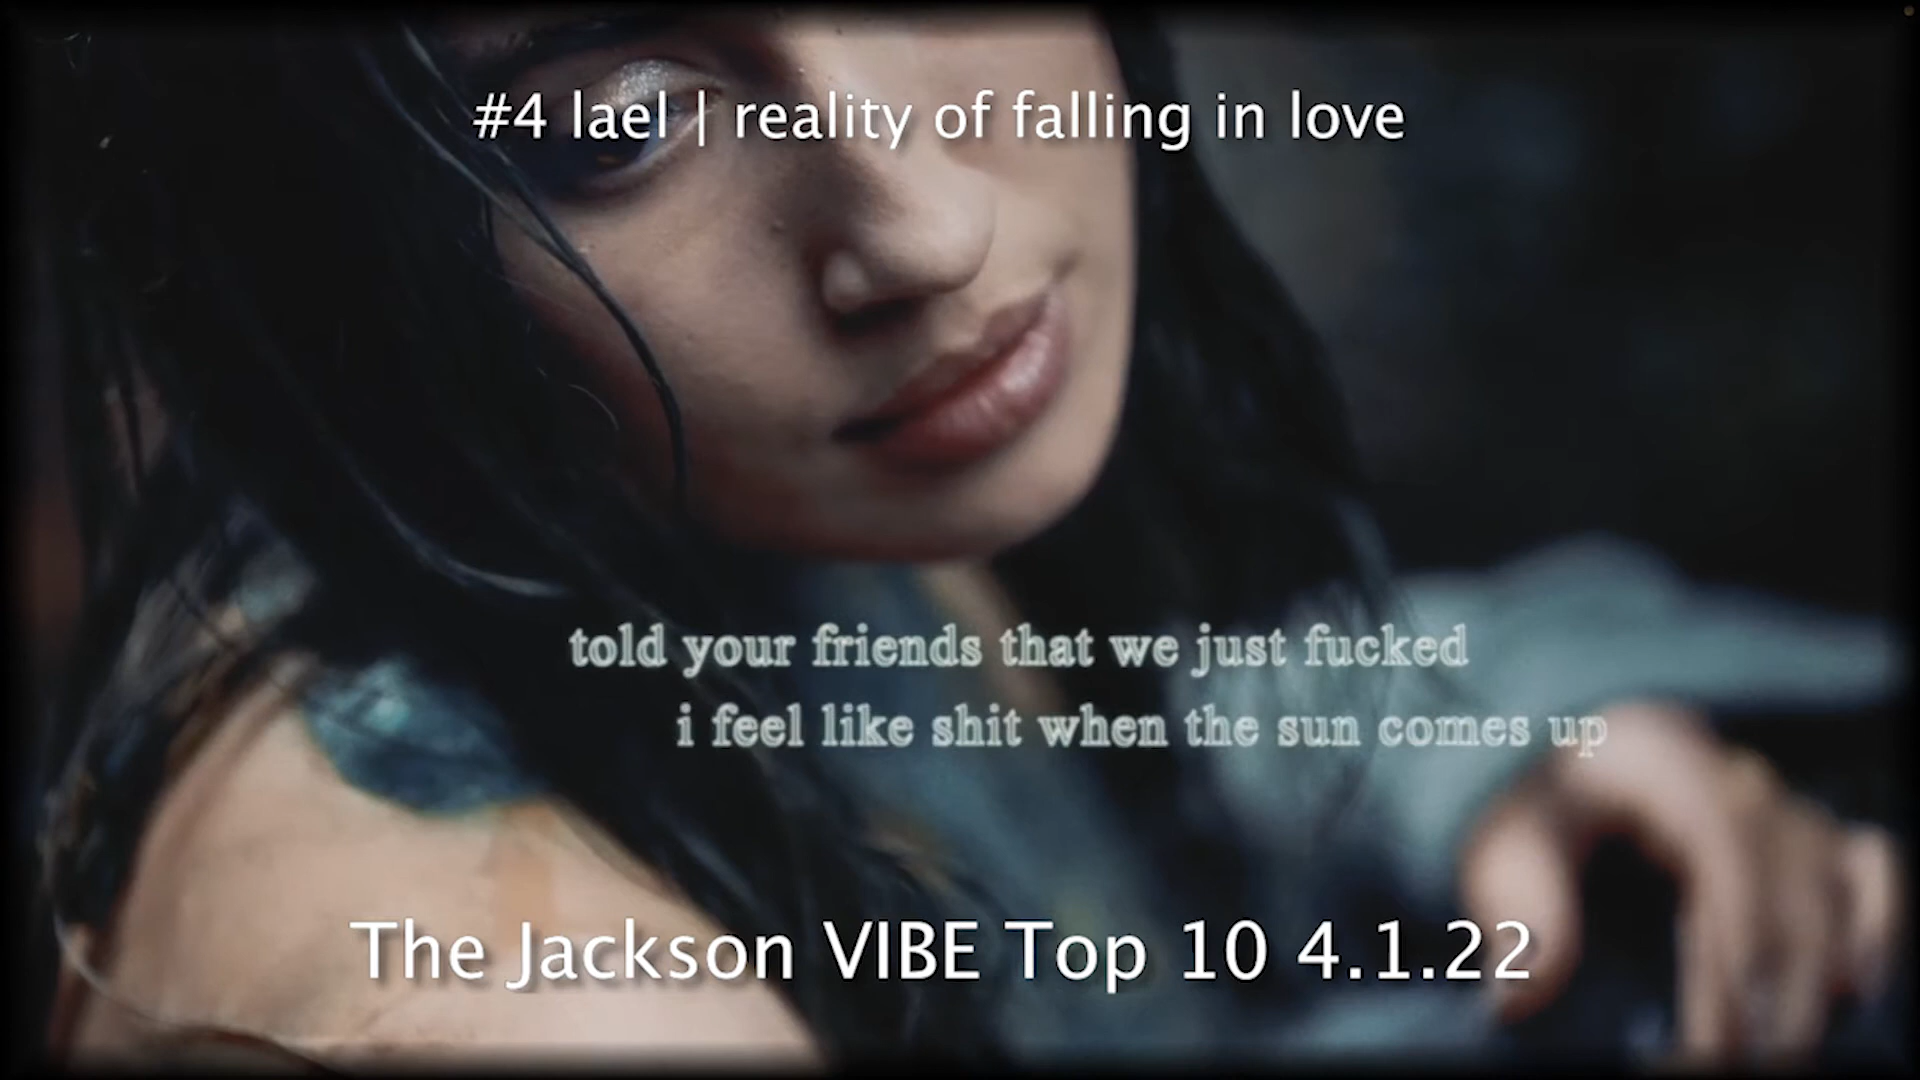 #4 lael | reality of falling in love
told your friends that we just fucked
i feel like shit when the sun comes up
The Jackson VIBE Top 10 4.1.22